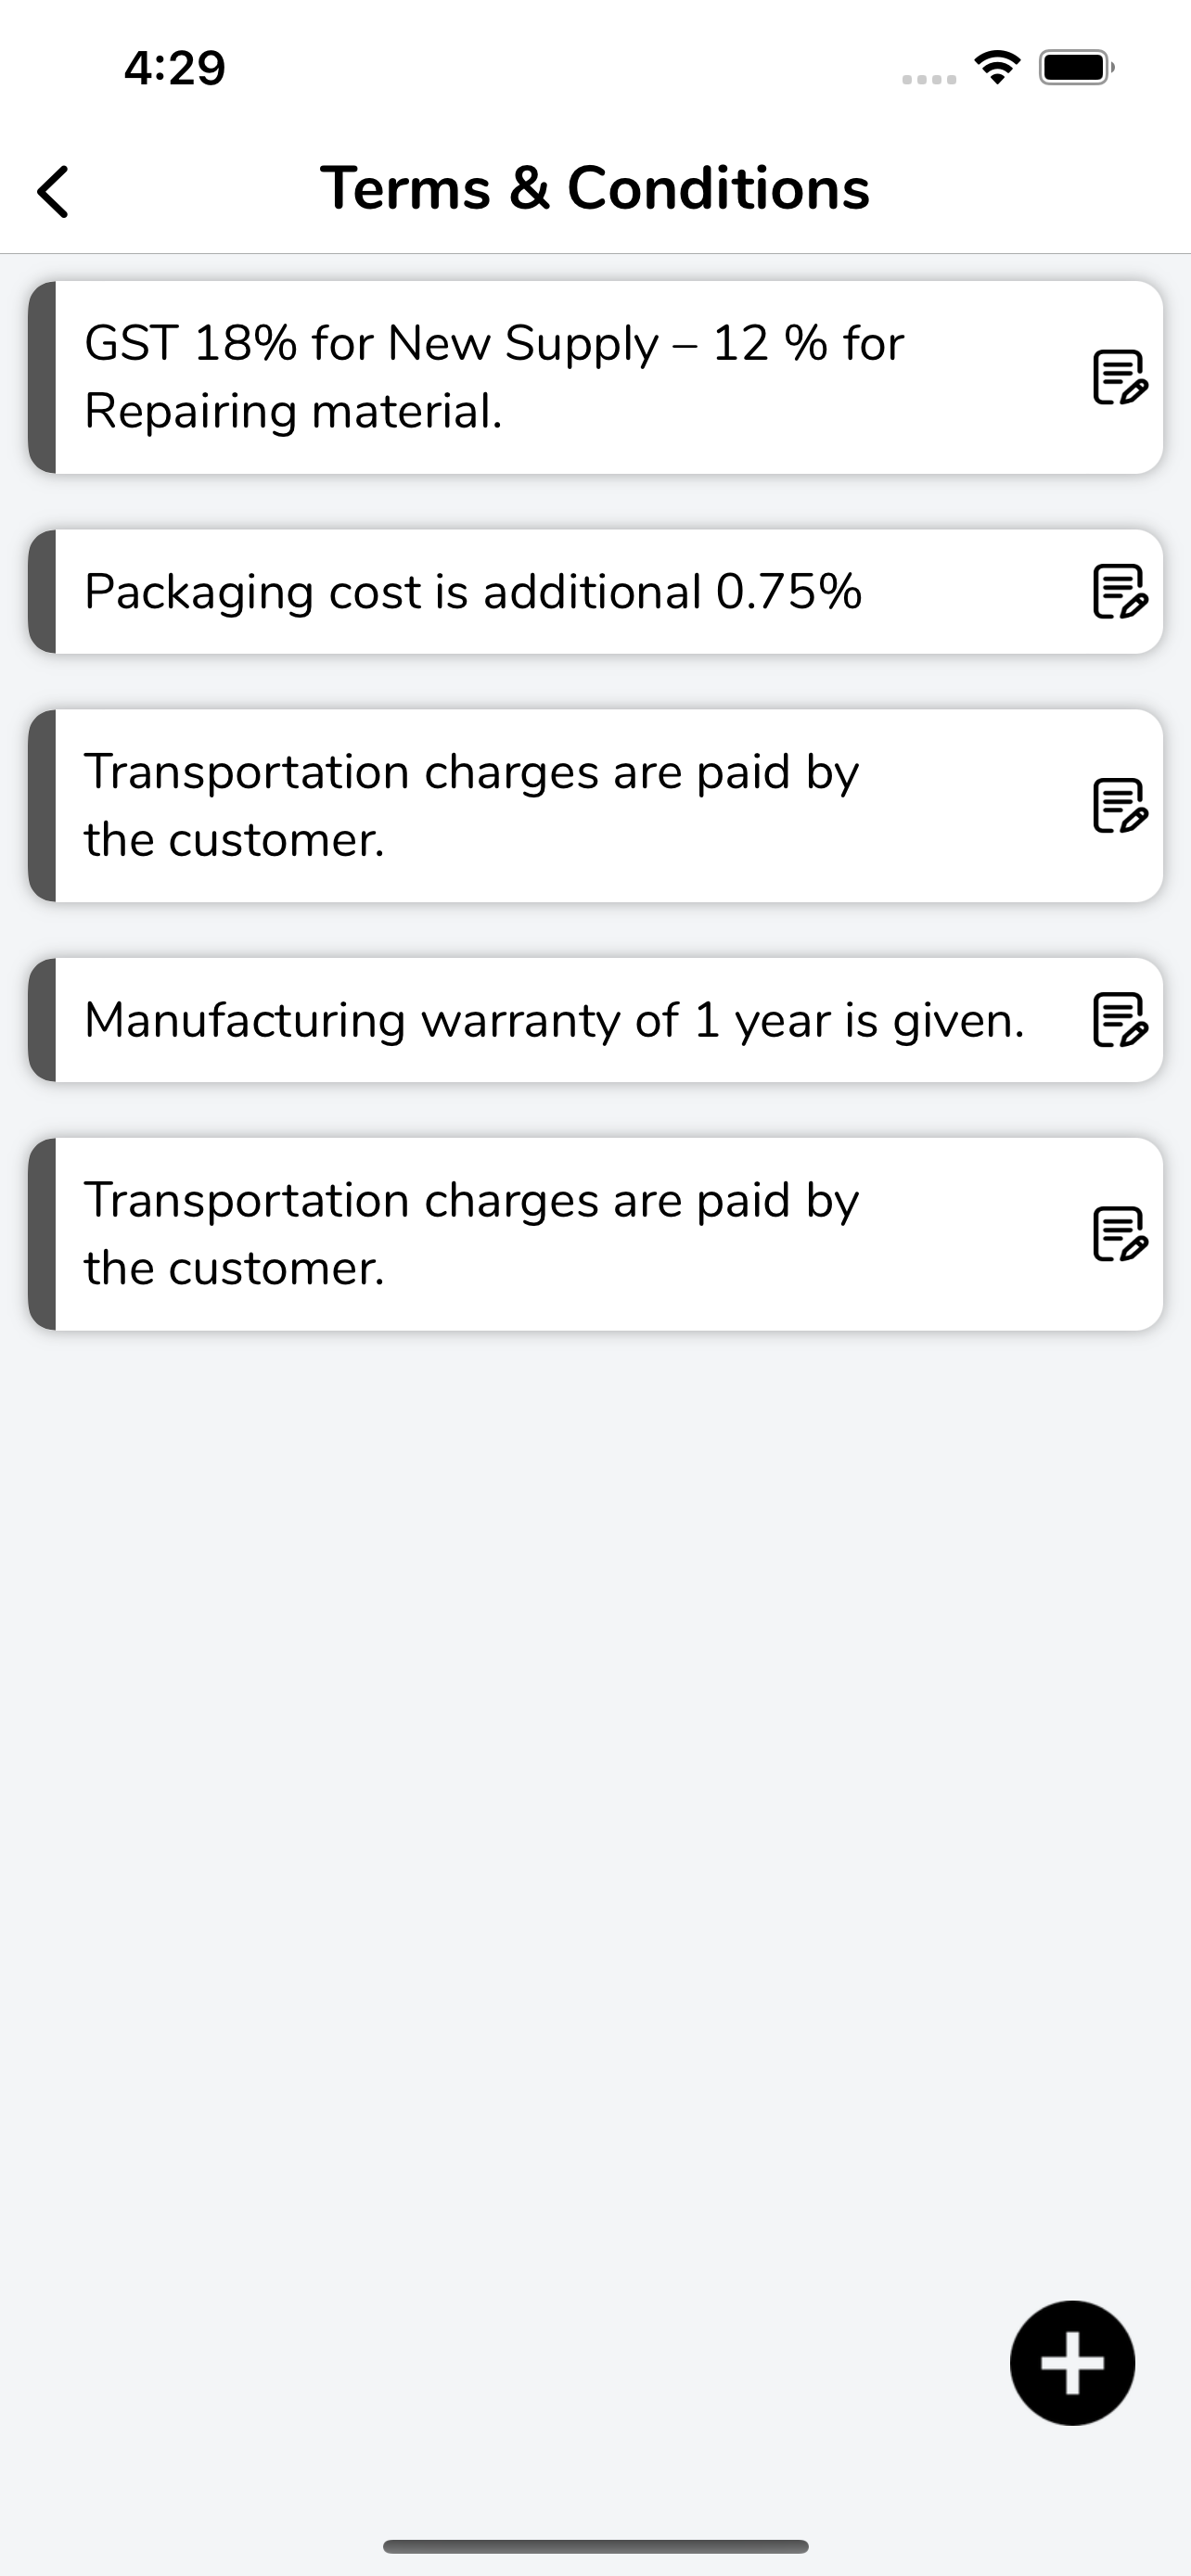 4:29
Terms & Conditions
GST 18% for New Supply – 12 % for
Repairing material.
Packaging cost is additional 0.75%
Transportation charges are paid by
the customer.
Manufacturing warranty of 1 year is given.
Transportation charges are paid by
the customer.